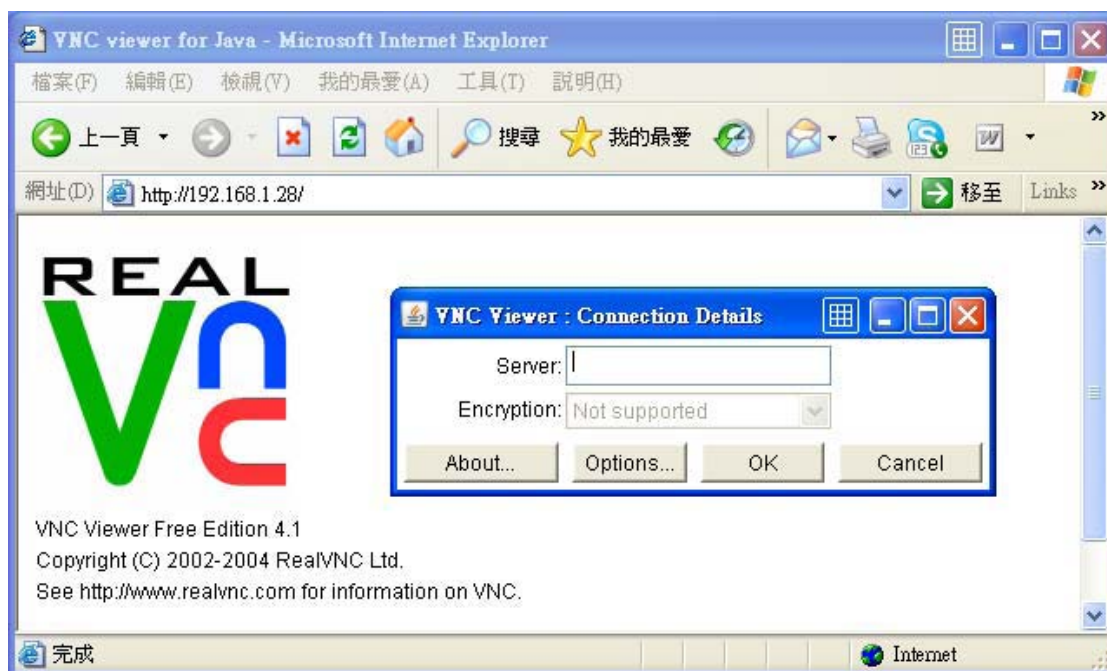 VNC viewer for Java - Microsoft Internet Explorer
檔案(F) 編輯(E) 檢視(V) 我的最愛(A) 工具(T) 說明(H)
上一頁 搜尋 我的最愛 123 W »
網址(D) http://192.168.1.28/ 移至 Links »
REAL
Vnc
VNC Viewer : Connection Details
Server:
Encryption: Not supported
About... Options... OK Cancel
VNC Viewer Free Edition 4.1
Copyright (C) 2002-2004 RealVNC Ltd.
See http://www.realvnc.com for information on VNC.
完成 Internet